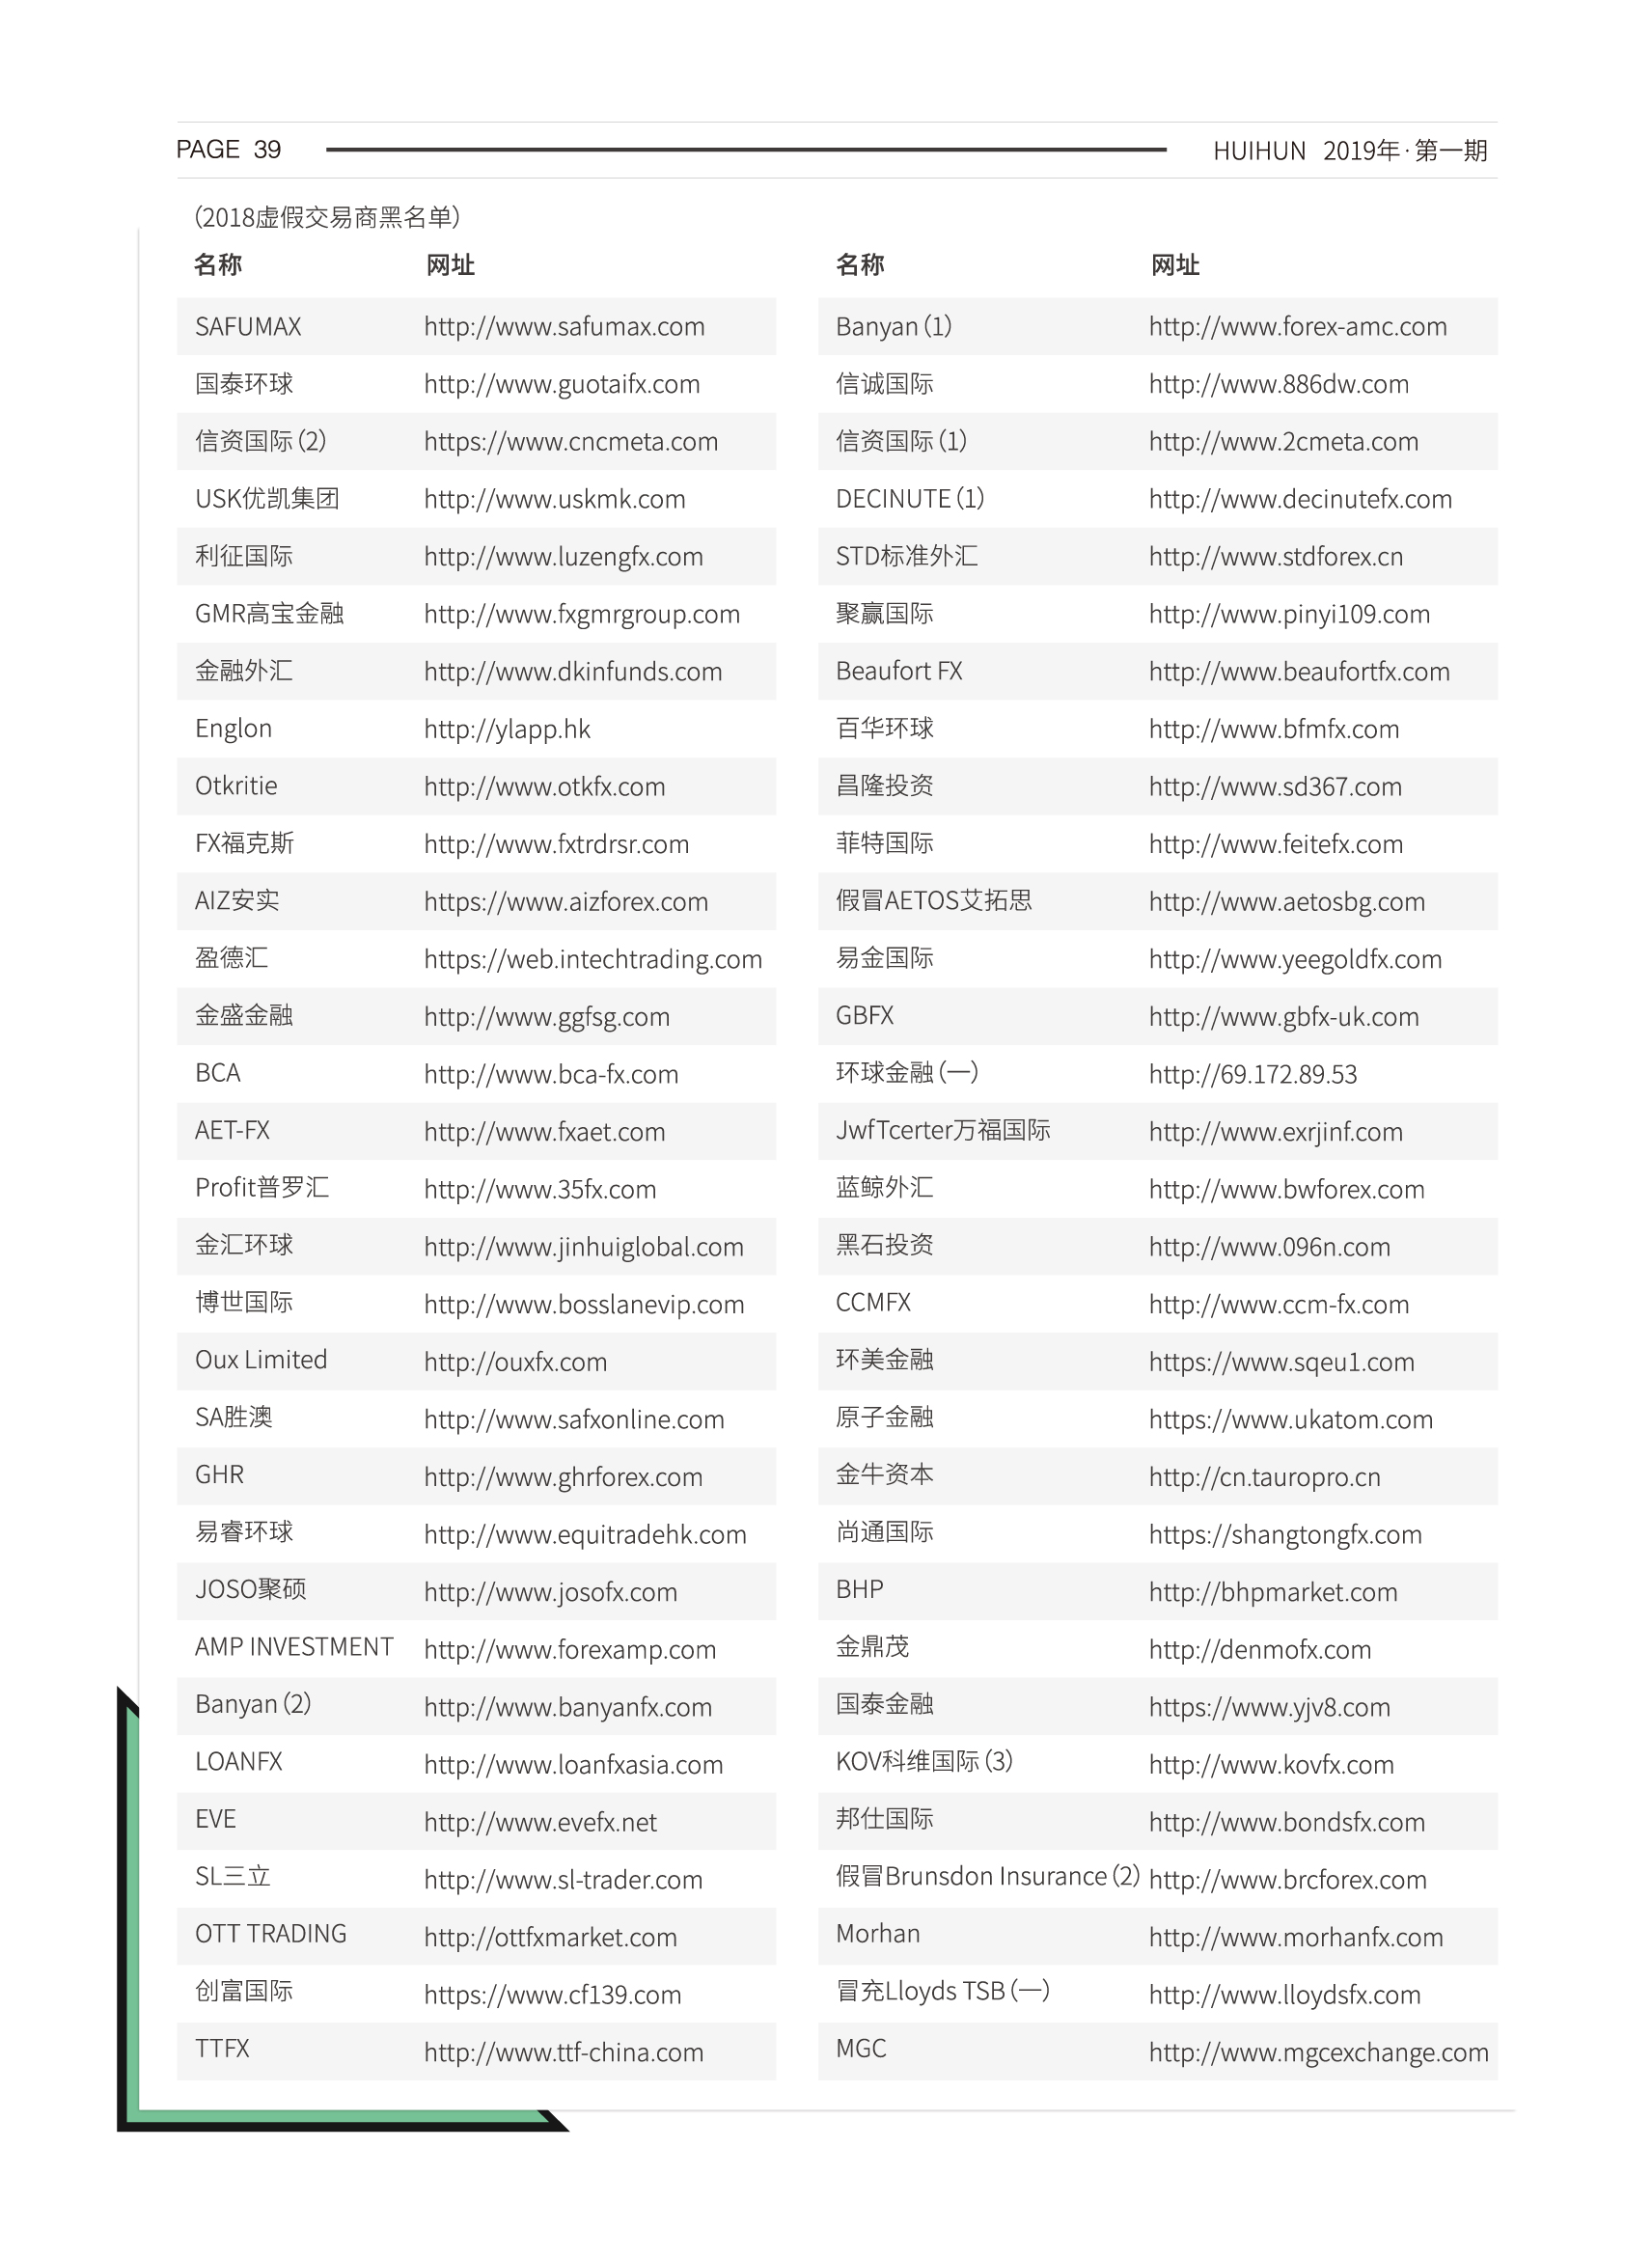 PAGE 39
HUIHUN 2019年·第一期
（2018虚假交易商黑名单）
名称 网址 名称 网址
SAFUMAX http://www.safumax.com Banyan（1） http://www.forex-amc.com
国泰环球 http://www.guotaifx.com 信诚国际 http://www.886dw.com
信资国际（2） https://www.cncmeta.com 信资国际（1） http://www.2cmeta.com
USK优凯集团 http://www.uskmk.com DECINUTE（1） http://www.decinutefx.com
利征国际 http://www.luzengfx.com STD标准外汇 http://www.stdforex.cn
GMR高宝金融 http://www.fxgmrgroup.com 聚赢国际 http://www.pinyi109.com
金融外汇 http://www.dkinfunds.com Beaufort FX http://www.beaufortfx.com
Englon http://ylapp.hk 百华环球 http://www.bfmfx.com
Otkritie http://www.otkfx.com 昌隆投资 http://www.sd367.com
FX福克斯 http://www.fxtrdrsr.com 菲特国际 http://www.feitefx.com
AIZ安实 https://www.aizforex.com 假冒AETOS艾拓思 http://www.aetosbg.com
盈德汇 https://web.intechtrading.com 易金国际 http://www.yeegoldfx.com
金盛金融 http://www.ggfsg.com GBFX http://www.gbfx-uk.com
BCA http://www.bca-fx.com 环球金融（一） http://69.172.89.53
AET-FX http://www.fxaet.com JwfTcerter万福国际 http://www.exrjinf.com
Profit普罗汇 http://www.35fx.com 蓝鲸外汇 http://www.bwforex.com
金汇环球 http://www.jinhuiglobal.com 黑石投资 http://www.096n.com
博世国际 http://www.bosslanevip.com CCMFX http://www.ccm-fx.com
Oux Limited http://ouxfx.com 环美金融 https://www.sqeu1.com
SA胜澳 http://www.safxonline.com 原子金融 https://www.ukatom.com
GHR http://www.ghrforex.com 金牛资本 http://cn.tauropro.cn
易睿环球 http://www.equitradehk.com 尚通国际 https://shangtongfx.com
JOSO聚硕 http://www.josofx.com BHP http://bhpmarket.com
AMP INVESTMENT http://www.forexamp.com 金鼎茂 http://denmofx.com
Banyan（2） http://www.banyanfx.com 国泰金融 https://www.yjv8.com
LOANFX http://www.loanfxasia.com KOV科维国际（3） http://www.kovfx.com
EVE http://www.evefx.net 邦仕国际 http://www.bondsfx.com
SL三立 http://www.sl-trader.com 假冒Brunsdon Insurance（2） http://www.brcforex.com
OTT TRADING http://ottfxmarket.com Morhan http://www.morhanfx.com
创富国际 https://www.cf139.com 冒充Lloyds TSB（一） http://www.lloydsfx.com
TTFX http://www.ttf-china.com MGC http://www.mgcexchange.com